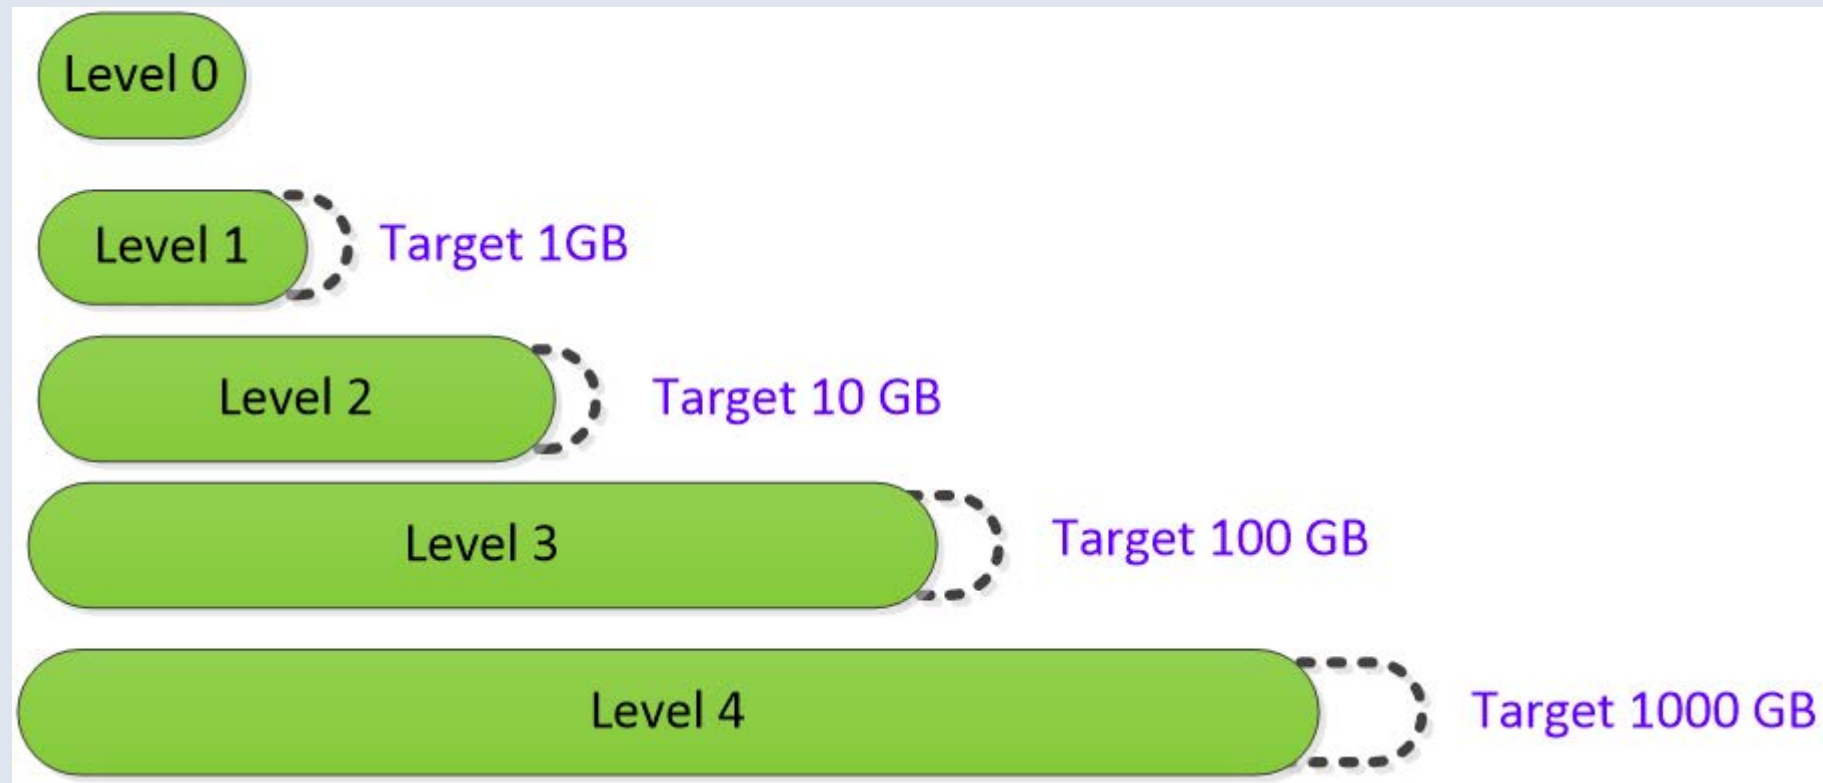 Level 0
Level 1 Target 1GB
Level 2 Target 10 GB
Level 3 Target 100 GB
Level 4 Target 1000 GB